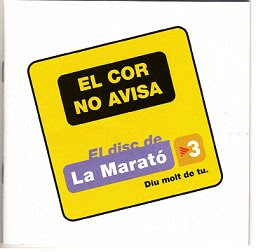 EL COR
NO AVISA
El disc de
La Marató 3
Diu molt de tu.